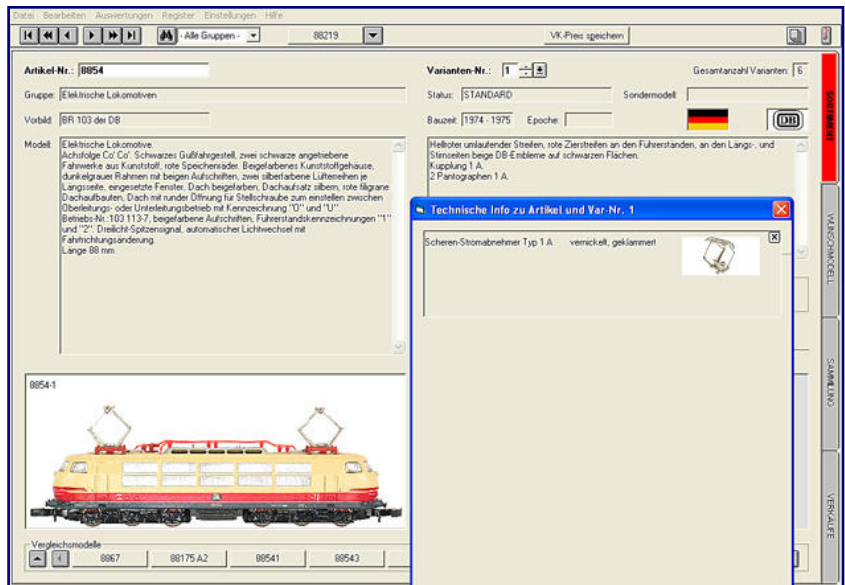 Datei Bearbeiten Auswertungen Register Einstellungen Hilfe
- Alle Gruppen - 88219 VK-Preis speichern
Artikel-Nr.: 8854 Varianten-Nr.: 1 Gesamtanzahl Varianten: 6
Gruppe: Elektrische Lokomotiven Status: STANDARD Sondermodell:
Vorbild: BR 103 der DB Bauzeit: 1974 - 1975 Epoche: DB
Modell: Elektrische Lokomotive.
Achsfolge Co' Co'. Schwarzes Gußfahrgestell, zwei schwarze angetriebene
Fahrwerke aus Kunststoff, rote Speichenräder. Beigefarbenes Kunststoffgehäuse,
dunkelgrauer Rahmen mit beigen Aufschriften, zwei silberfarbene Lüfterreihen je
Längsseite, eingesetzte Fenster. Dach beigefarben, Dachaufsatz silbern, rote filigrane
Dachaufbauten, Dach mit runder Öffnung für Stellschraube zum einstellen zwischen
Oberleitungs- oder Unterleitungsbetrieb mit Kennzeichnung "O" und "U".
Betriebs-Nr.:103 113-7, beigefarbene Aufschriften, Führerstandskennzeichnungen "1"
und "2". Dreilicht-Spitzensignal, automatischer Lichtwechsel mit
Fahrtrichtungsänderung.
Länge 88 mm.
Hellroter umlaufender Streifen, rote Zierstreifen an den Führerständen, an den Längs-, und
Stirnseiten beige DB-Embleme auf schwarzen Flächen.
Kupplung 1 A.
2 Pantographen 1 A.
Technische Info zu Artikel und Var-Nr. 1
Scheren-Stromabnehmer Typ 1 A vernickelt, geklammert
8854-1
Vergleichsmodelle
8867 88175 A2 88541 88543
SORTIMENT
WUNSCHMODELL
SAMMLUNG
VERKÄUFE